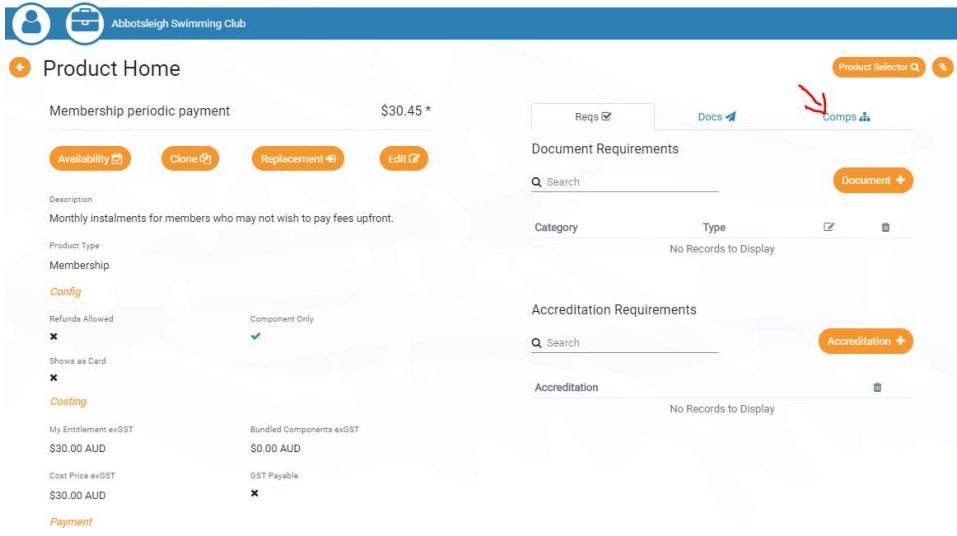 Abbotsleigh Swimming Club
Product Home
Product Selector
Membership periodic payment $30.45 *
Availability Clone Replacement Edit
Description
Monthly instalments for members who may not wish to pay fees upfront.
Product Type
Membership
Config
Refunds Allowed Component Only
Shows as Card
Costing
My Entitlement exGST Bundled Components exGST
$30.00 AUD $0.00 AUD
Cost Price exGST GST Payable
$30.00 AUD
Payment
Reqs Docs Comps
Document Requirements
Search Document +
Category Type
No Records to Display
Accreditation Requirements
Search Accreditation +
Accreditation
No Records to Display